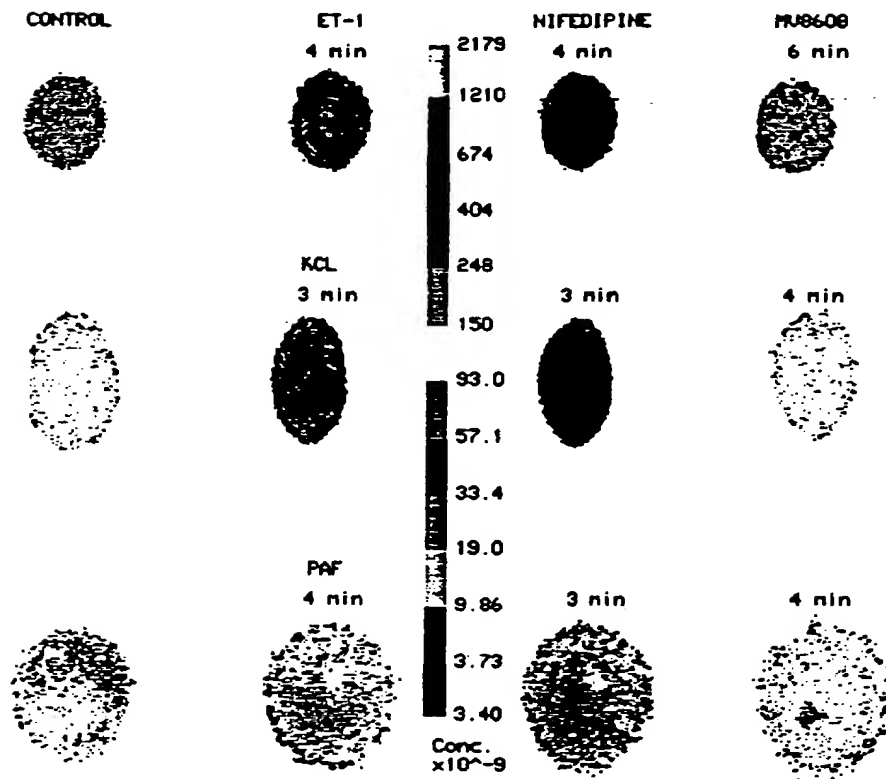 CONTROL ET-1 NIFEDIPINE MV8608
4 min 4 min 6 min
2179
1210
674
404
KCL 248
3 min 3 min 4 min
150
93.0
57.1
33.4
19.0
PAF
4 min 9.86 3 min 4 min
3.73
3.40
Conc.
x10^-9